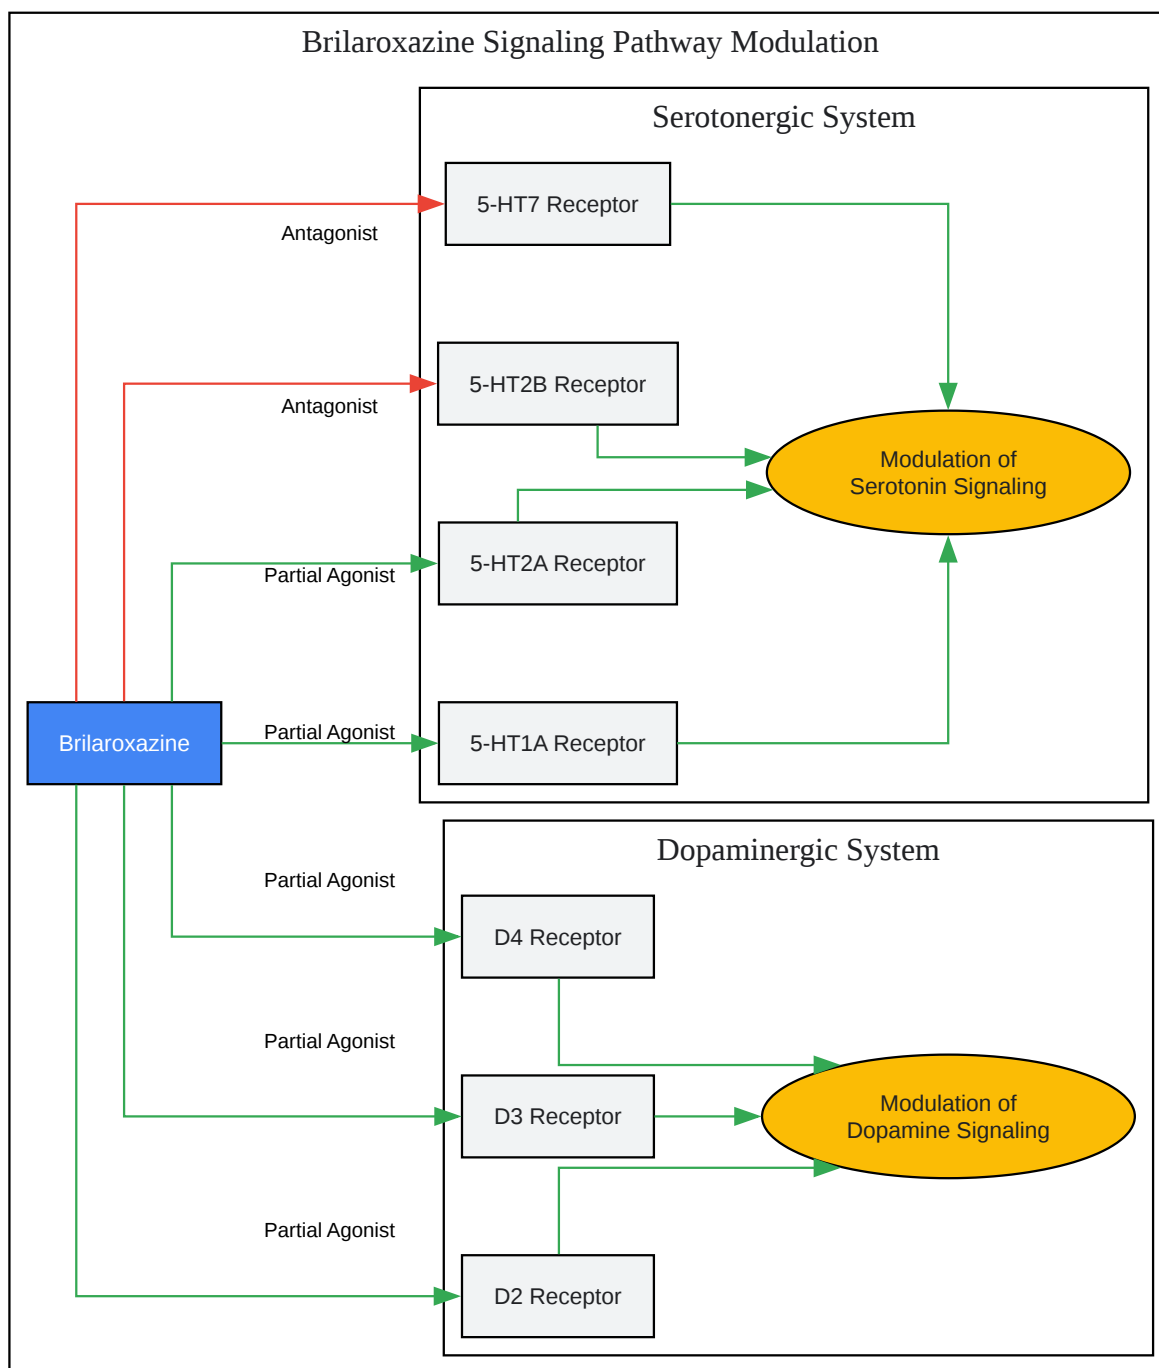 Brilaroxazine Signaling Pathway Modulation
Serotonergic System
5-HT7 Receptor
Antagonist
5-HT2B Receptor
Antagonist
Modulation of
Serotonin Signaling
5-HT2A Receptor
Partial Agonist
Brilaroxazine
Partial Agonist
5-HT1A Receptor
Dopaminergic System
Partial Agonist
D4 Receptor
Partial Agonist
D3 Receptor
Modulation of
Dopamine Signaling
Partial Agonist
D2 Receptor